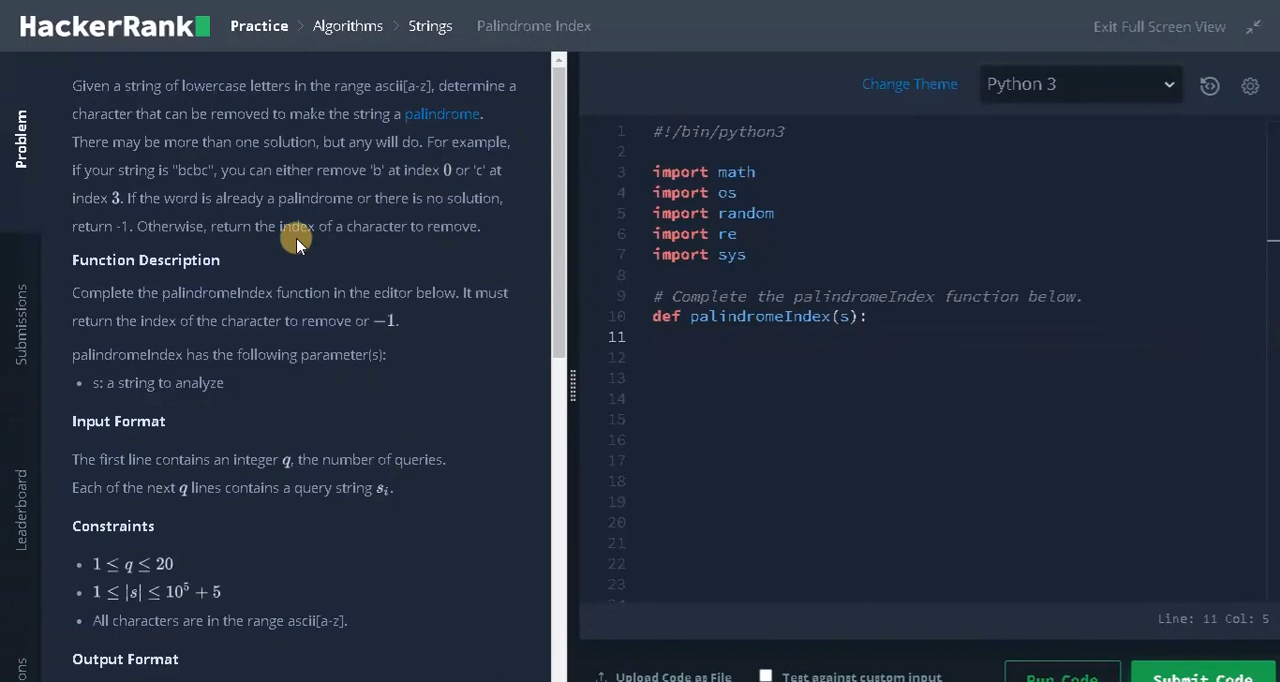 HackerRank Practice > Algorithms > Strings Palindrome Index Exit Full Screen View
Problem
Submissions
Leaderboard
Given a string of lowercase letters in the range ascii[a-z], determine a
character that can be removed to make the string a palindrome.
There may be more than one solution, but any will do. For example,
if your string is "bcbc", you can either remove 'b' at index 0 or 'c' at
index 3. If the word is already a palindrome or there is no solution,
return -1. Otherwise, return the index of a character to remove.
Function Description
Complete the palindromeIndex function in the editor below. It must
return the index of the character to remove or −1.
palindromeIndex has the following parameter(s):
• s: a string to analyze
Input Format
The first line contains an integer q, the number of queries.
Each of the next q lines contains a query string si.
Constraints
• 1 ≤ q ≤ 20
• 1 ≤ |s| ≤ 10^5 + 5
• All characters are in the range ascii[a-z].
Output Format
Change Theme Python 3
1 #!/bin/python3
2
3 import math
4 import os
5 import random
6 import re
7 import sys
8
9 # Complete the palindromeIndex function below.
10 def palindromeIndex(s):
11
12
13
14
15
16
17
18
19
20
21
22
23
Line: 11 Col: 5
Upload Code as File Test against custom input Run Code Submit Code